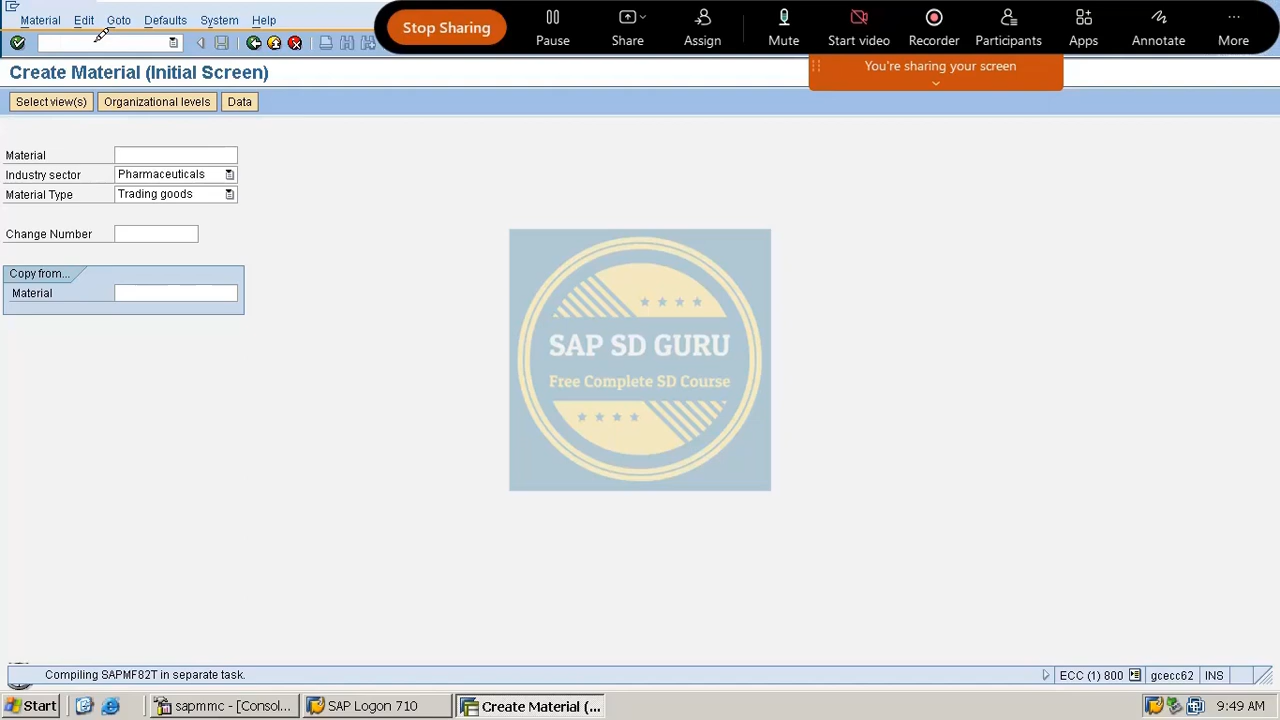 Material Edit Goto Defaults System Help
Stop Sharing
Pause Share Assign Mute Start video Recorder Participants Apps Annotate More
You're sharing your screen
Create Material (Initial Screen)
Select view(s) Organizational levels Data
Material
Industry sector Pharmaceuticals
Material Type Trading goods
Change Number
Copy from...
Material
SAP SD GURU
Free Complete SD Course
Compiling SAPMF82T in separate task.
ECC (1) 800 gcecc62 INS
Start sapmmc - [Consol... SAP Logon 710 Create Material (... 9:49 AM